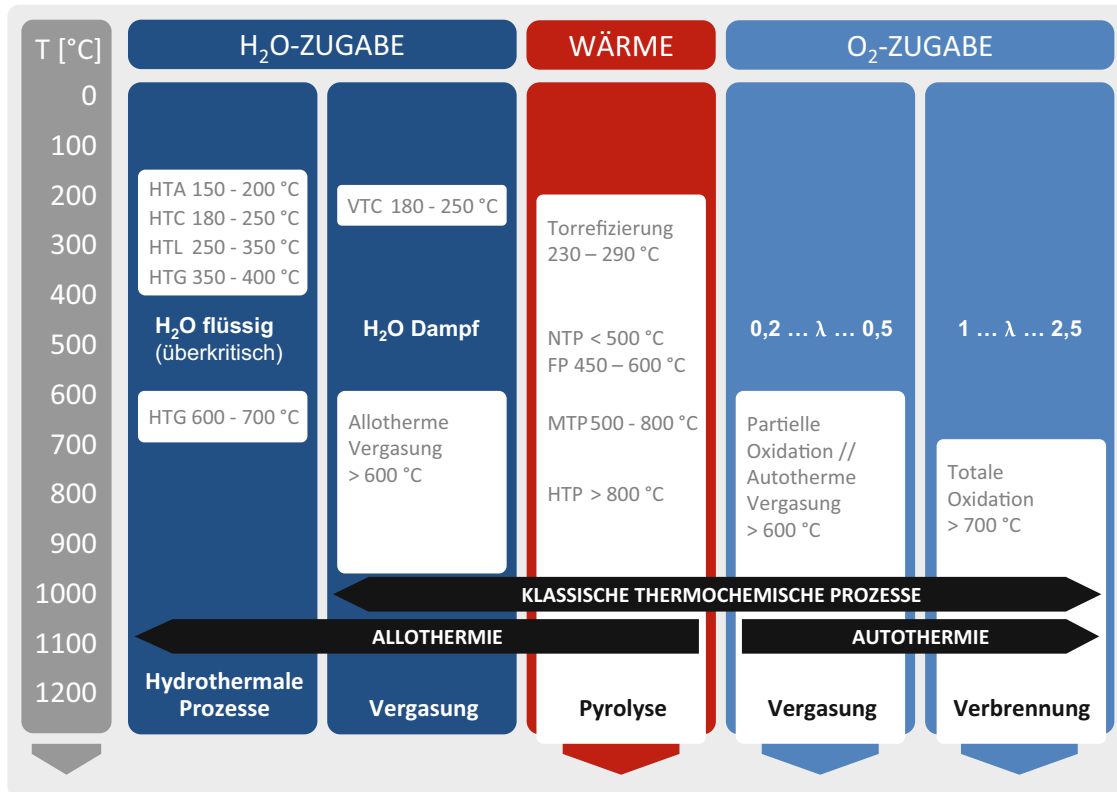 T [°C]
H₂O-ZUGABE
WÄRME
O₂-ZUGABE
0
100
200
300
400
500
600
700
800
900
1000
1100
1200
HTA 150 - 200 °C
HTC 180 - 250 °C
HTL 250 - 350 °C
HTG 350 - 400 °C
H₂O flüssig
(überkritisch)
HTG 600 - 700 °C
Hydrothermale
Prozesse
VTC 180 - 250 °C
H₂O Dampf
Allotherme
Vergasung
> 600 °C
Vergasung
Torrefizierung
230 – 290 °C
NTP < 500 °C
FP 450 – 600 °C
MTP 500 - 800 °C
HTP > 800 °C
Pyrolyse
0,2 ... λ ... 0,5
Partielle
Oxidation //
Autotherme
Vergasung
> 600 °C
Vergasung
1 ... λ ... 2,5
Totale
Oxidation
> 700 °C
Verbrennung
KLASSISCHE THERMOCHEMISCHE PROZESSE
ALLOTHERMIE
AUTOTHERMIE